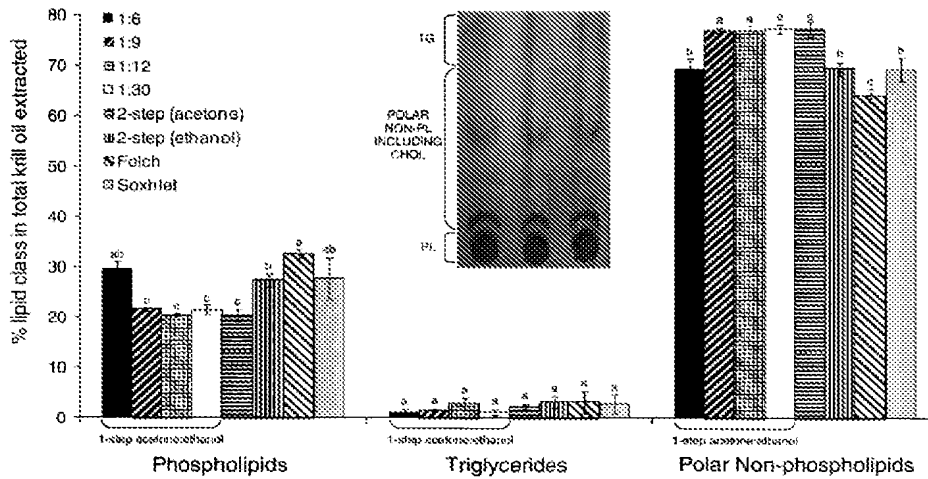 % lipid class in total krill oil extracted
80
70
60
50
40
30
20
10
0
1:6
1:9
1:12
1:30
2-step (acetone)
2-step (ethanol)
Folch
Soxhlet
TG
POLAR
NON-PL
INCLUDING
CHOL
PL
ab
c
c
c
c
b
a
ab
a
a
a
a
a
a
a
a
b
a
a
a
a
b
c
b
1-step acetone:ethanol
1-step acetone:ethanol
1-step acetone:ethanol
Phospholipids
Triglycerides
Polar Non-phospholipids